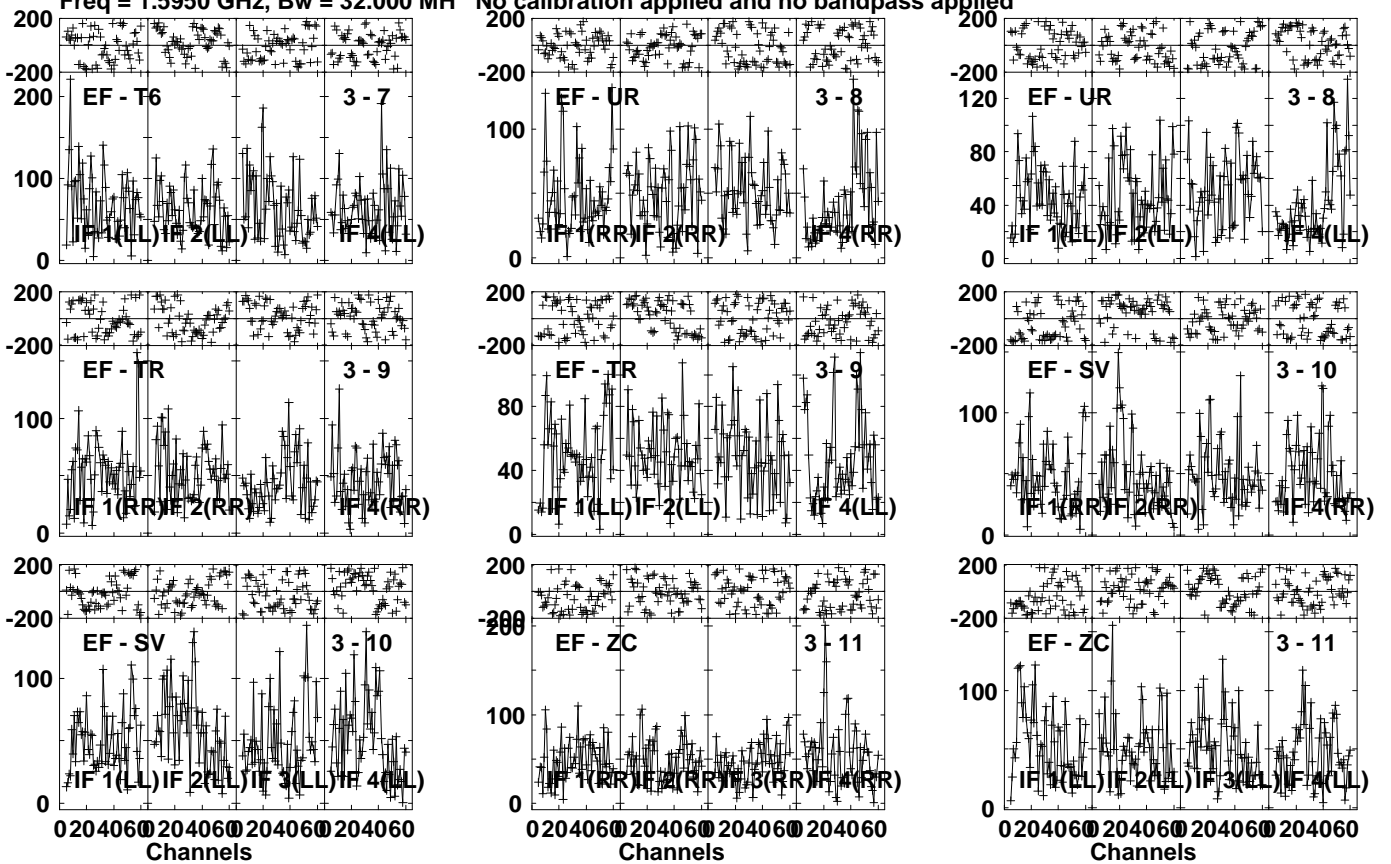 Freq = 1.5950 GHz, Bw = 32.000 MH No calibration applied and no bandpass applied
200 200 200
-200 -200 -200
EF - T6 3 - 7 EF - UR 3 - 8 EF - UR 3 - 8
200 120
100 100 80
40
0 0 0
IF 1(LL) IF 2(LL) IF 4(LL) IF 1(RR) IF 2(RR) IF 4(RR) IF 1(LL) IF 2(LL) IF 4(LL)
200 200 200
-200 -200 -200
EF - TR 3 - 9 EF - TR 3 - 9 EF - SV 3 - 10
100 80 100
40
0 0 0
IF 1(RR) IF 2(RR) IF 4(RR) IF 1(LL) IF 2(LL) IF 4(LL) IF 1(RR) IF 2(RR) IF 4(RR)
200 200 200
-200 -200 -200
200
EF - SV 3 - 10 EF - ZC 3 - 11 EF - ZC 3 - 11
100 100 100
0 0 0
IF 1(LL) IF 2(LL) IF 3(LL) IF 4(LL) IF 1(RR) IF 2(RR) IF 3(RR) IF 4(RR) IF 1(LL) IF 2(LL) IF 3(LL) IF 4(LL)
0 20 40 60 0 20 40 60 0 20 40 60 0 20 40 60 0 20 40 60 0 20 40 60 0 20 40 60 0 20 40 60 0 20 40 60 0 20 40 60 0 20 40 60 0 20 40 60
Channels Channels Channels